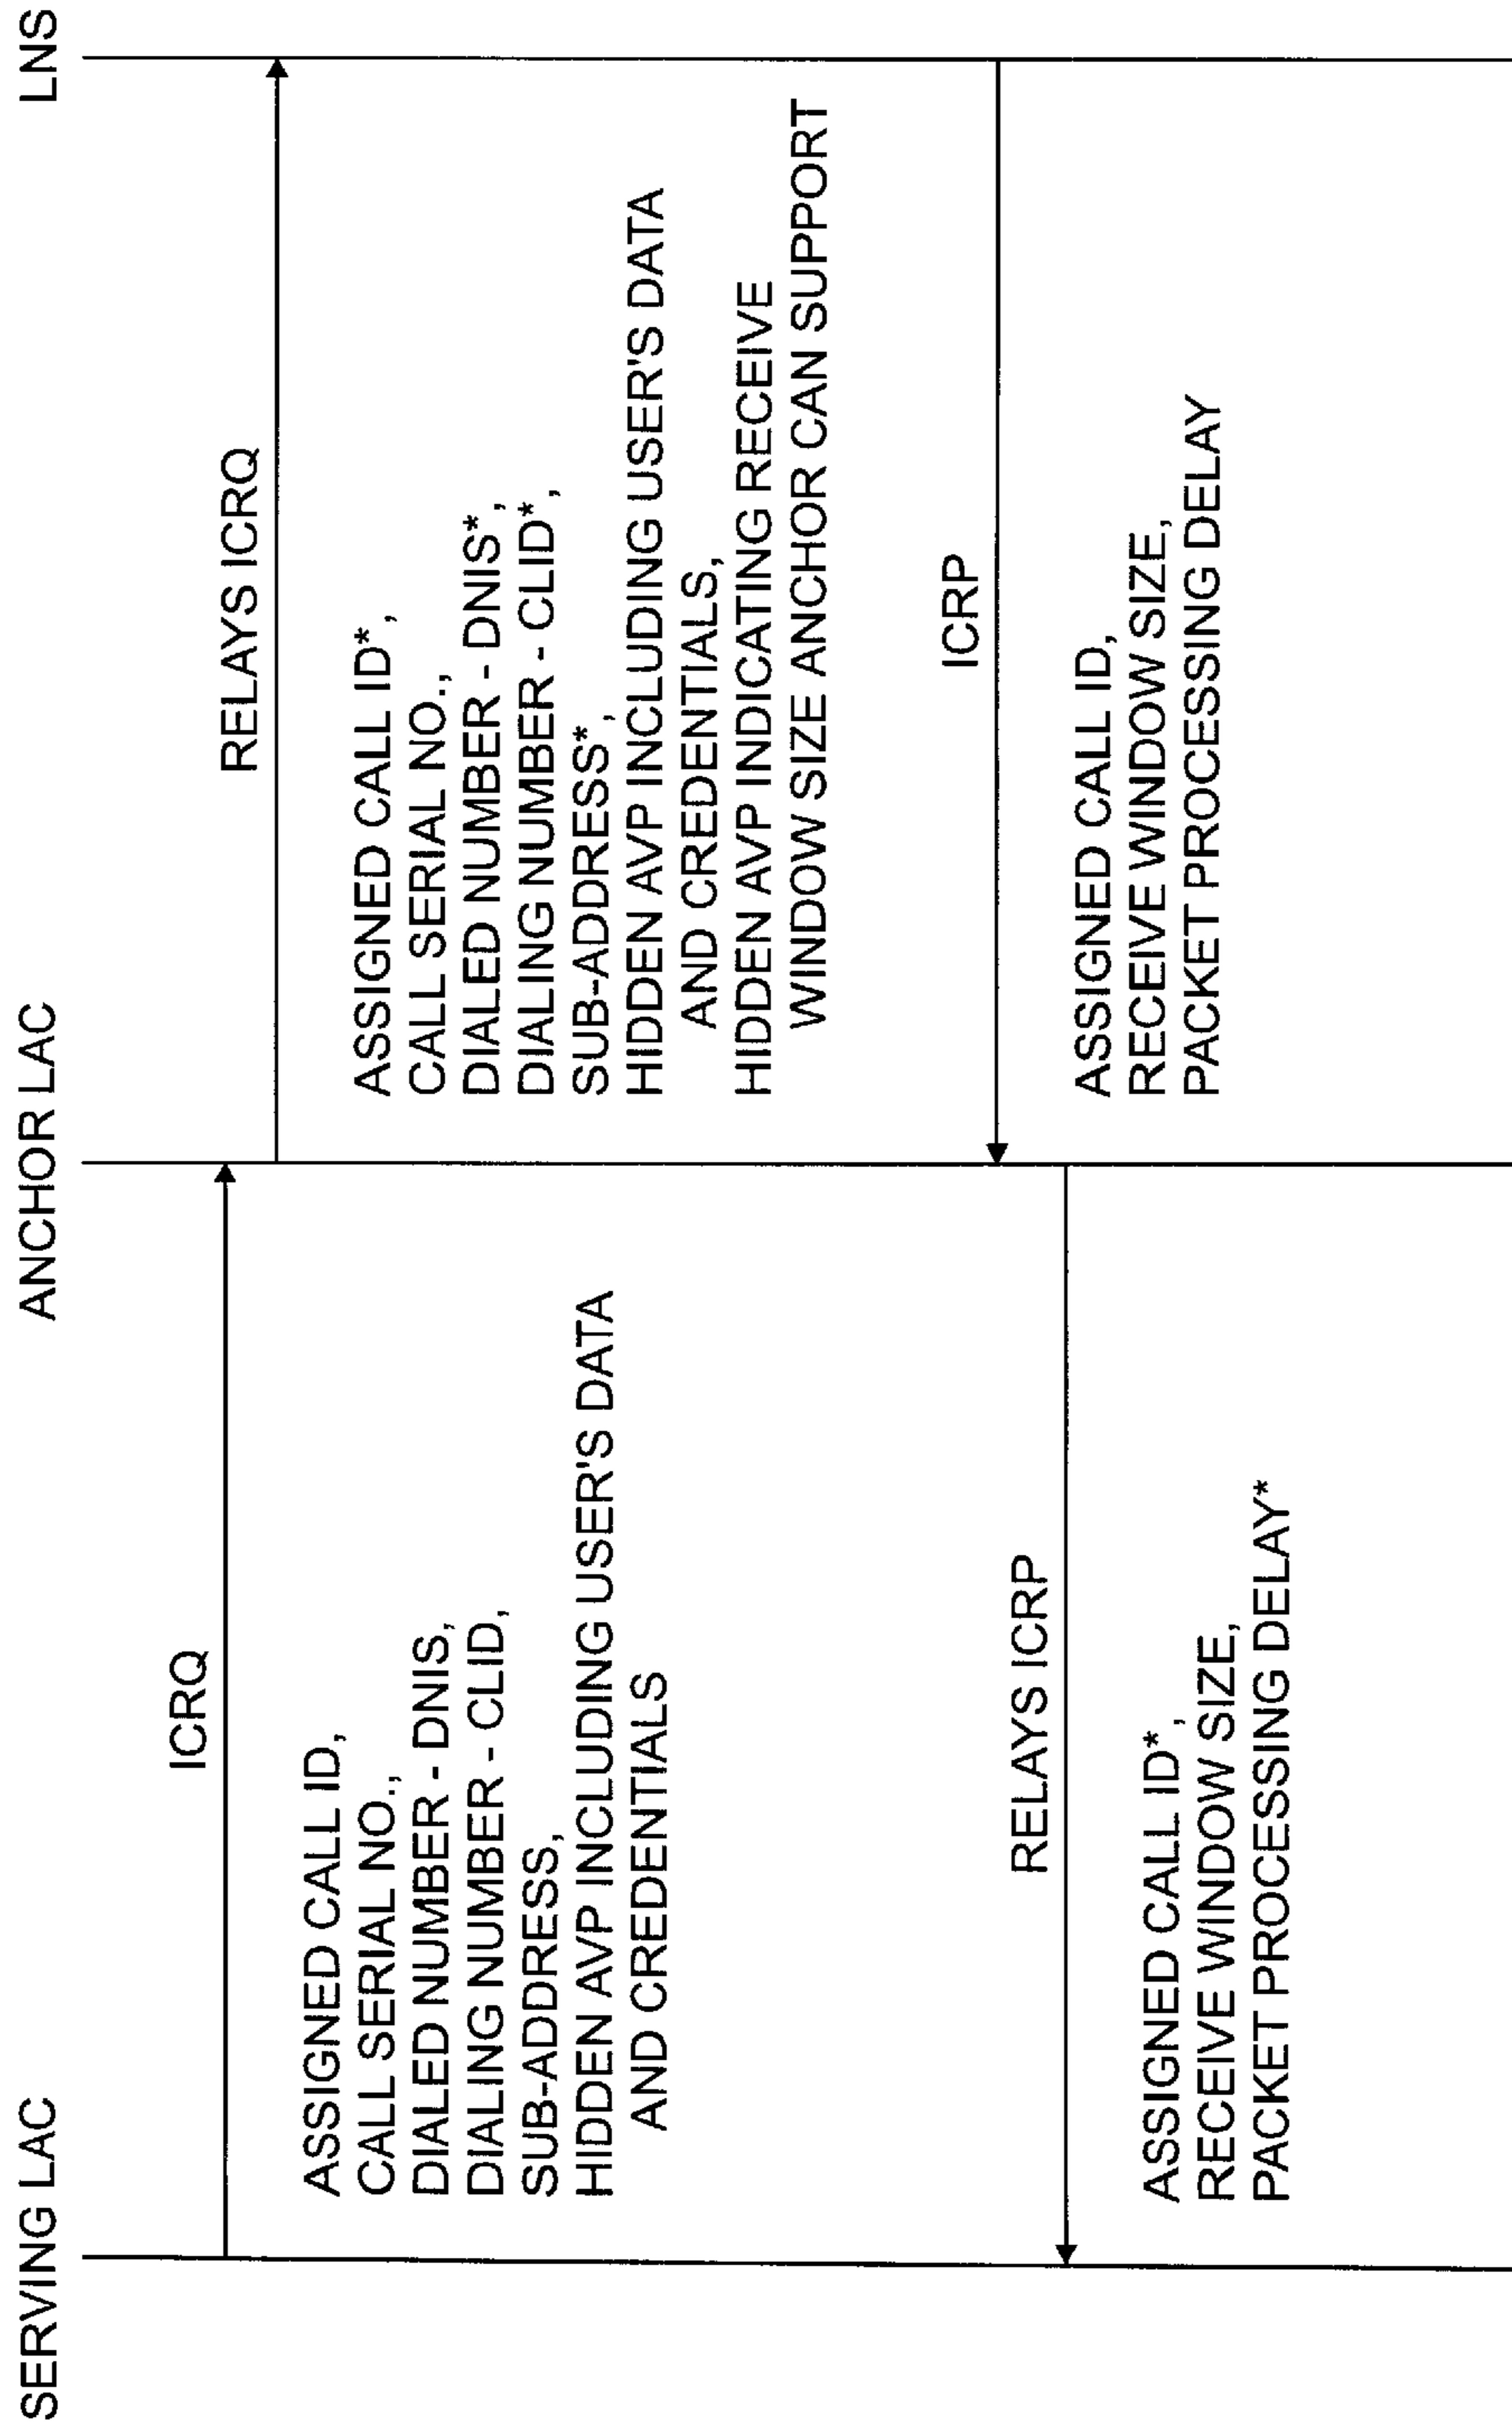 SERVING LAC
ANCHOR LAC
LNS
ICRQ
RELAYS ICRQ
ASSIGNED CALL ID,
CALL SERIAL NO.,
DIALED NUMBER - DNIS,
DIALING NUMBER - CLID,
SUB-ADDRESS,
HIDDEN AVP INCLUDING USER'S DATA
AND CREDENTIALS
ASSIGNED CALL ID*,
CALL SERIAL NO.,
DIALED NUMBER - DNIS*,
DIALING NUMBER - CLID*,
SUB-ADDRESS*,
HIDDEN AVP INCLUDING USER'S DATA
AND CREDENTIALS,
HIDDEN AVP INDICATING RECEIVE
WINDOW SIZE ANCHOR CAN SUPPORT
ICRP
RELAYS ICRP
ASSIGNED CALL ID,
RECEIVE WINDOW SIZE,
PACKET PROCESSING DELAY
ASSIGNED CALL ID*,
RECEIVE WINDOW SIZE,
PACKET PROCESSING DELAY*